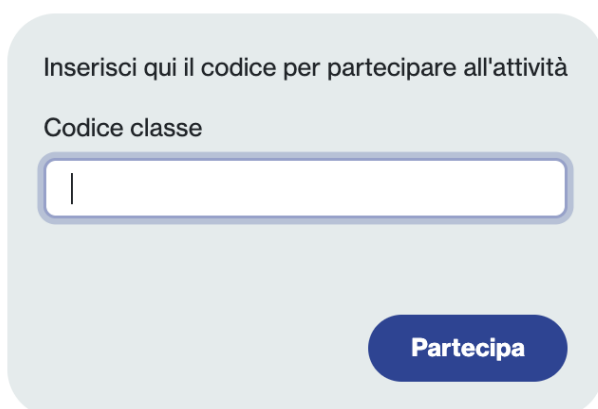 Inserisci qui il codice per partecipare all'attività
Codice classe
Partecipa